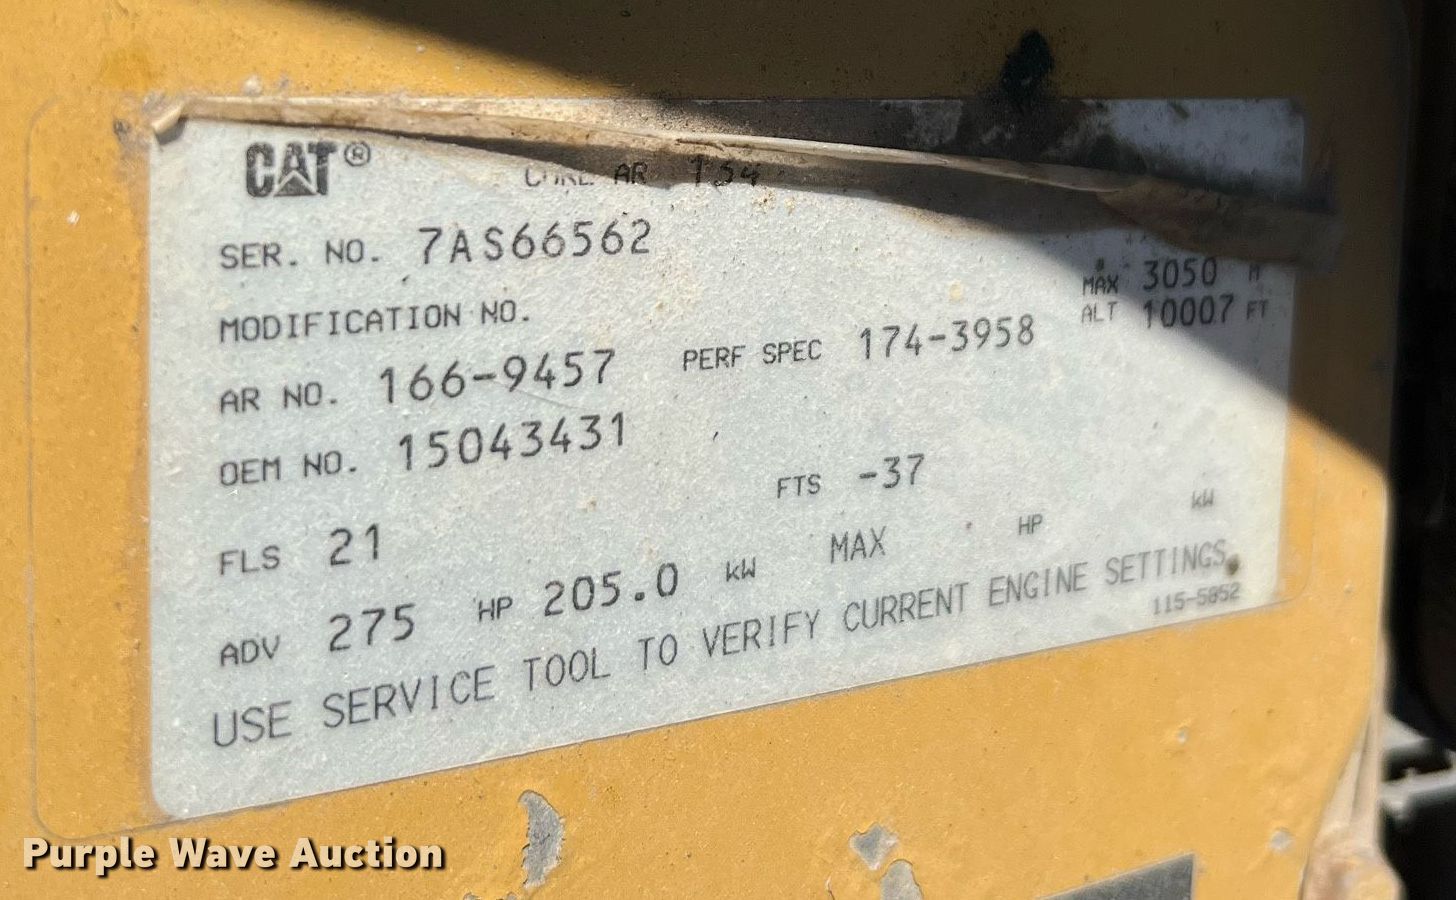 CAT®
AR 134
SER. NO. 7AS66562
MODIFICATION NO.
MAX 3050 M
ALT 10007 FT
AR NO. 166-9457 PERF SPEC 174-3958
OEM NO. 15043431
FTS -37
FLS 21
MAX HP kW
ADV 275 HP 205.0 kW
USE SERVICE TOOL TO VERIFY CURRENT ENGINE SETTINGS.
115-5852
Purple Wave Auction